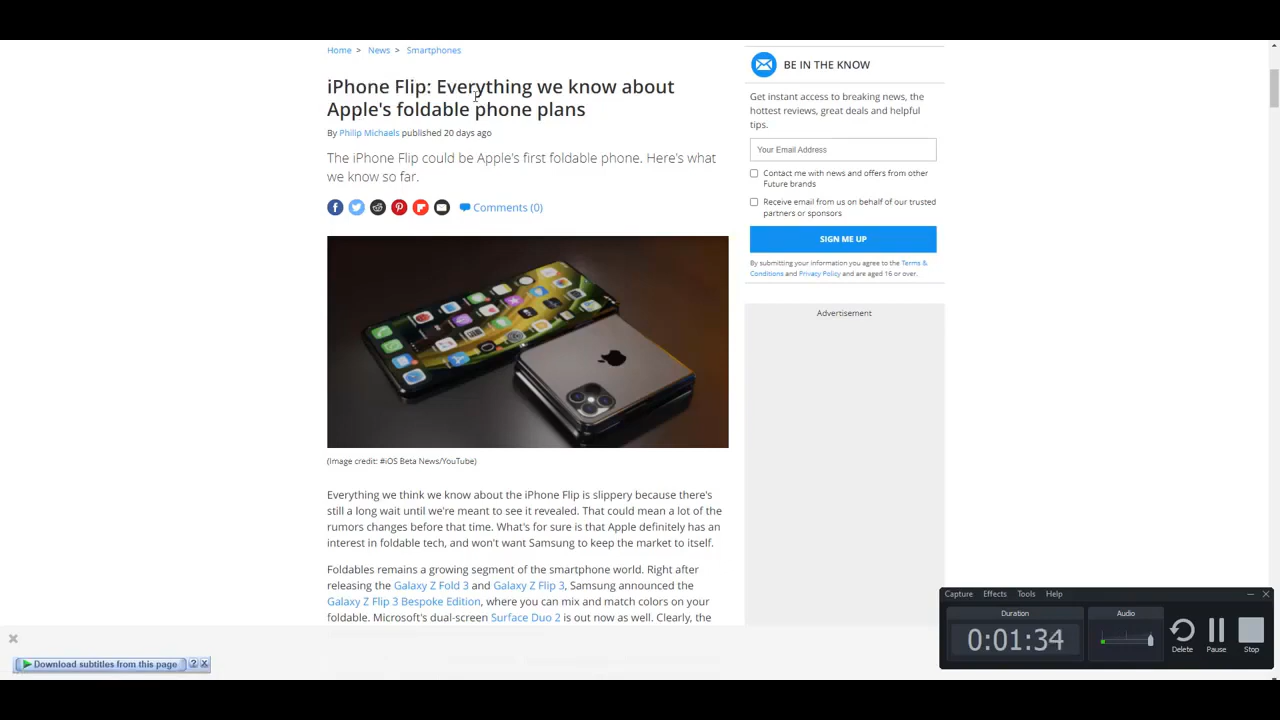 Home > News > Smartphones
iPhone Flip: Everything we know about
Apple's foldable phone plans
By Philip Michaels published 20 days ago
The iPhone Flip could be Apple's first foldable phone. Here's what
we know so far.
Comments (0)
(Image credit: #iOS Beta News/YouTube)
Everything we think we know about the iPhone Flip is slippery because there's
still a long wait until we're meant to see it revealed. That could mean a lot of the
rumors changes before that time. What's for sure is that Apple definitely has an
interest in foldable tech, and won't want Samsung to keep the market to itself.
Foldables remains a growing segment of the smartphone world. Right after
releasing the Galaxy Z Fold 3 and Galaxy Z Flip 3, Samsung announced the
Galaxy Z Flip 3 Bespoke Edition, where you can mix and match colors on your
foldable. Microsoft's dual-screen Surface Duo 2 is out now as well. Clearly, the
BE IN THE KNOW
Get instant access to breaking news, the
hottest reviews, great deals and helpful
tips.
Your Email Address
Contact me with news and offers from other
Future brands
Receive email from us on behalf of our trusted
partners or sponsors
SIGN ME UP
By submitting your information you agree to the Terms &
Conditions and Privacy Policy and are aged 16 or over.
Advertisement
Capture Effects Tools Help
Duration
0:01:34
Audio
Delete Pause Stop
Download subtitles from this page ? X